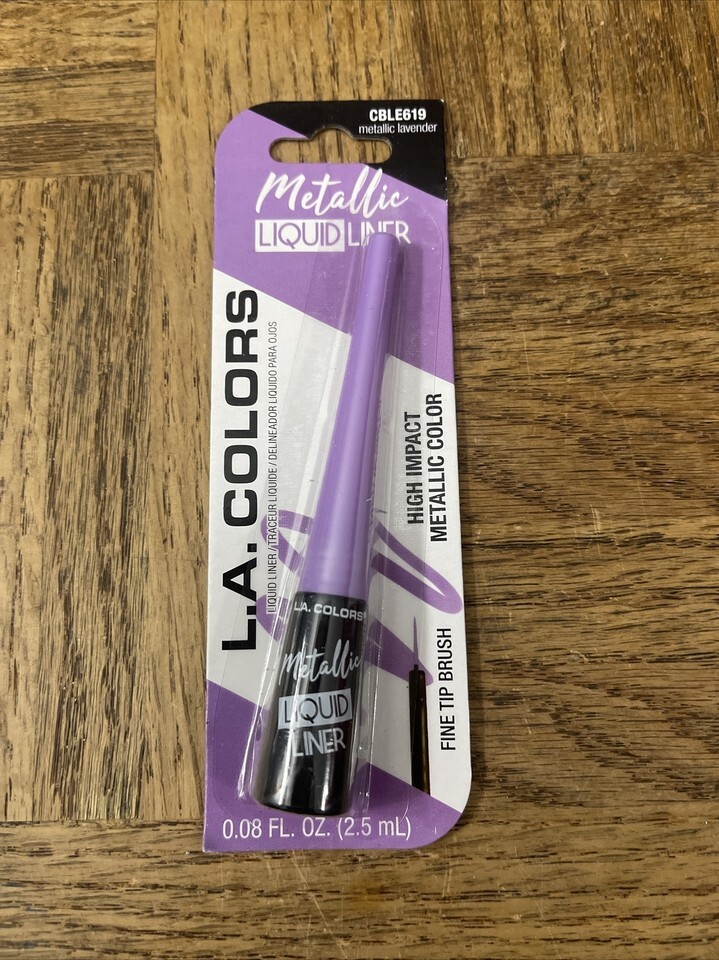 CBLE619
metallic lavender
Metallic
LIQUID LINER
L.A. COLORS
LIQUID LINER / TRACEUR LIQUIDE / DELINEADOR LIQUIDO PARA OJOS
HIGH IMPACT
METALLIC COLOR
L.A. COLORS®
Metallic
LIQUID
LINER
FINE TIP BRUSH
0.08 FL. OZ. (2.5 mL)